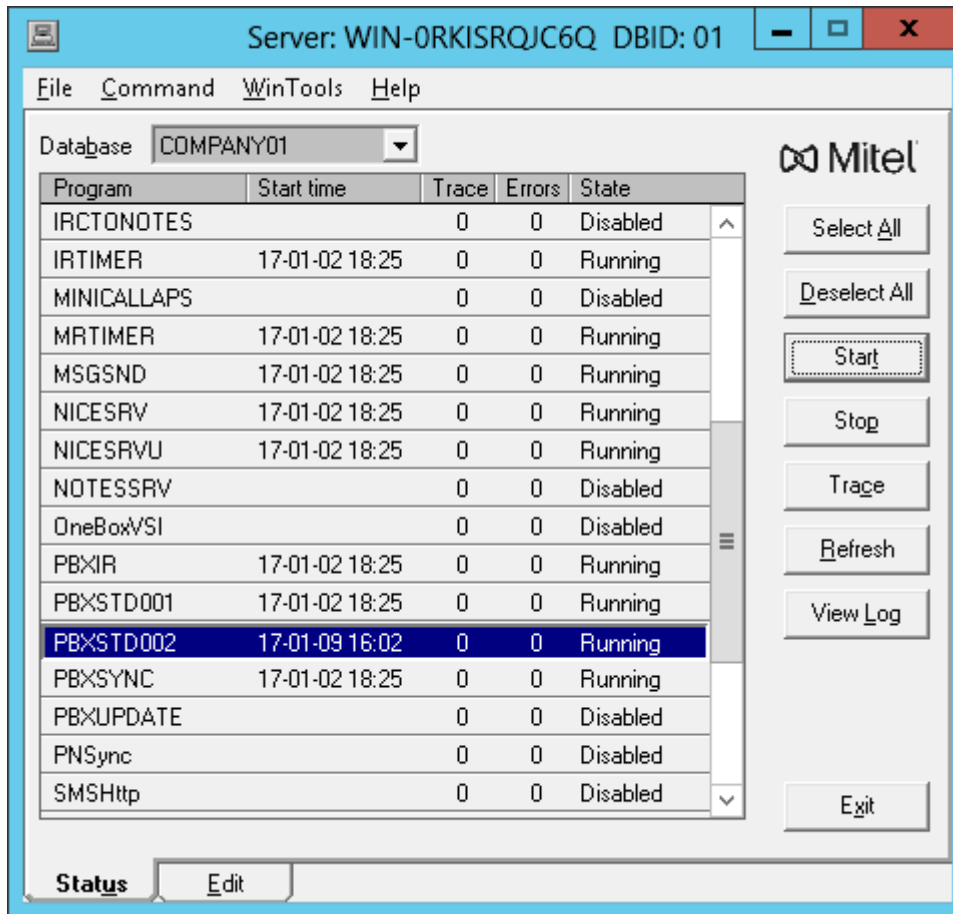 Server: WIN-0RKISRQJC6Q DBID: 01
File Command WinTools Help
Database COMPANY01
Mitel
Program Start time Trace Errors State
IRCTONOTES 0 0 Disabled
IRTIMER 17-01-02 18:25 0 0 Running
MINICALLAPS 0 0 Disabled
MRTIMER 17-01-02 18:25 0 0 Running
MSGSND 17-01-02 18:25 0 0 Running
NICESRV 17-01-02 18:25 0 0 Running
NICESRVU 17-01-02 18:25 0 0 Running
NOTESSRV 0 0 Disabled
OneBoxVSI 0 0 Disabled
PBXIR 17-01-02 18:25 0 0 Running
PBXSTD001 17-01-02 18:25 0 0 Running
PBXSTD002 17-01-09 16:02 0 0 Running
PBXSYNC 17-01-02 18:25 0 0 Running
PBXUPDATE 0 0 Disabled
PNSync 0 0 Disabled
SMSHttp 0 0 Disabled
Select All
Deselect All
Start
Stop
Trace
Refresh
View Log
Exit
Status Edit